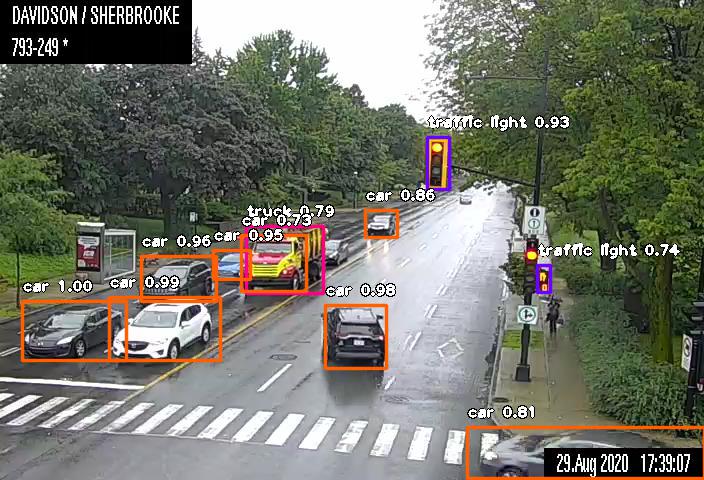 DAVIDSON / SHERBROOKE
793-249 *
traffic light 0.93
car 0.86
truck 0.79
car 0.73
car 0.95
car 0.96
traffic light 0.74
car 0.99
car 1.00
car 0.98
car 0.81
29.Aug 2020 17:39:07